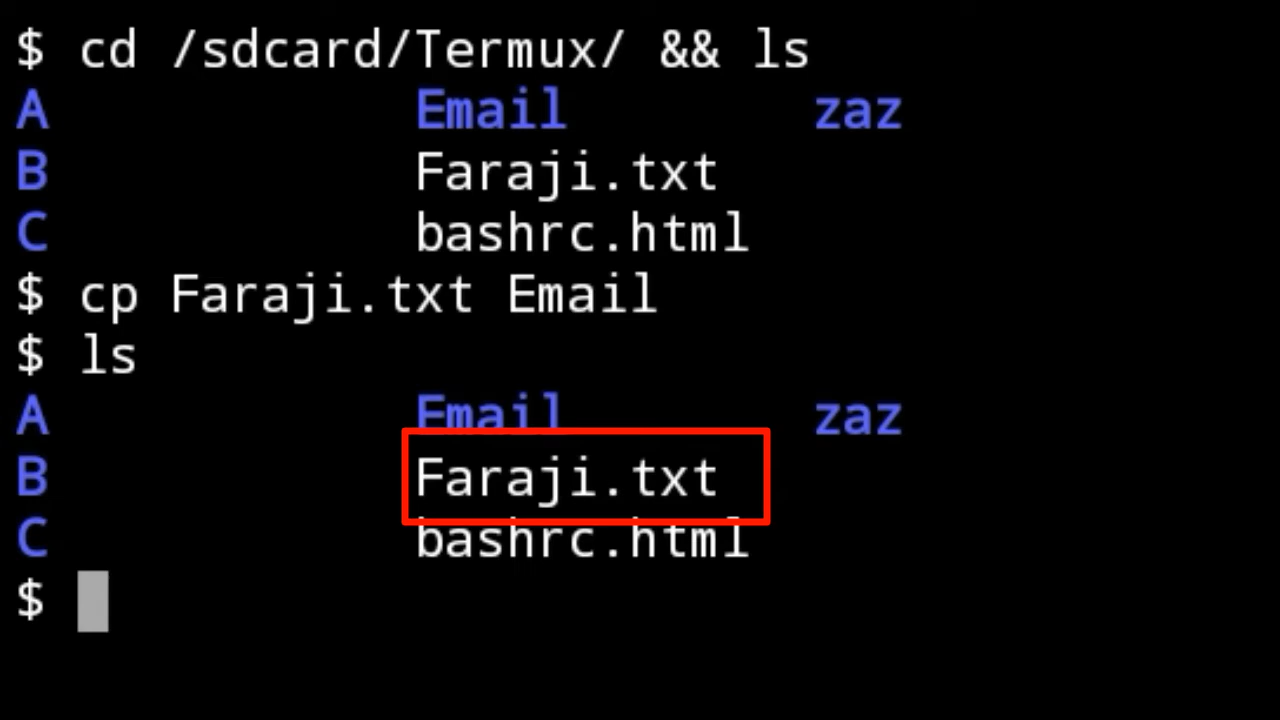 $ cd /sdcard/Termux/ && ls
A Email zaz
B Faraji.txt
C bashrc.html
$ cp Faraji.txt Email
$ ls
A Email zaz
B Faraji.txt
C bashrc.html
$